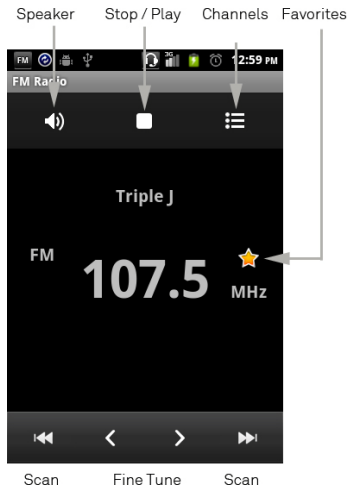 Speaker Stop / Play Channels Favorites
FM 3G 12:59 PM
FM Radio
Triple J
FM 107.5 MHz
Scan Fine Tune Scan